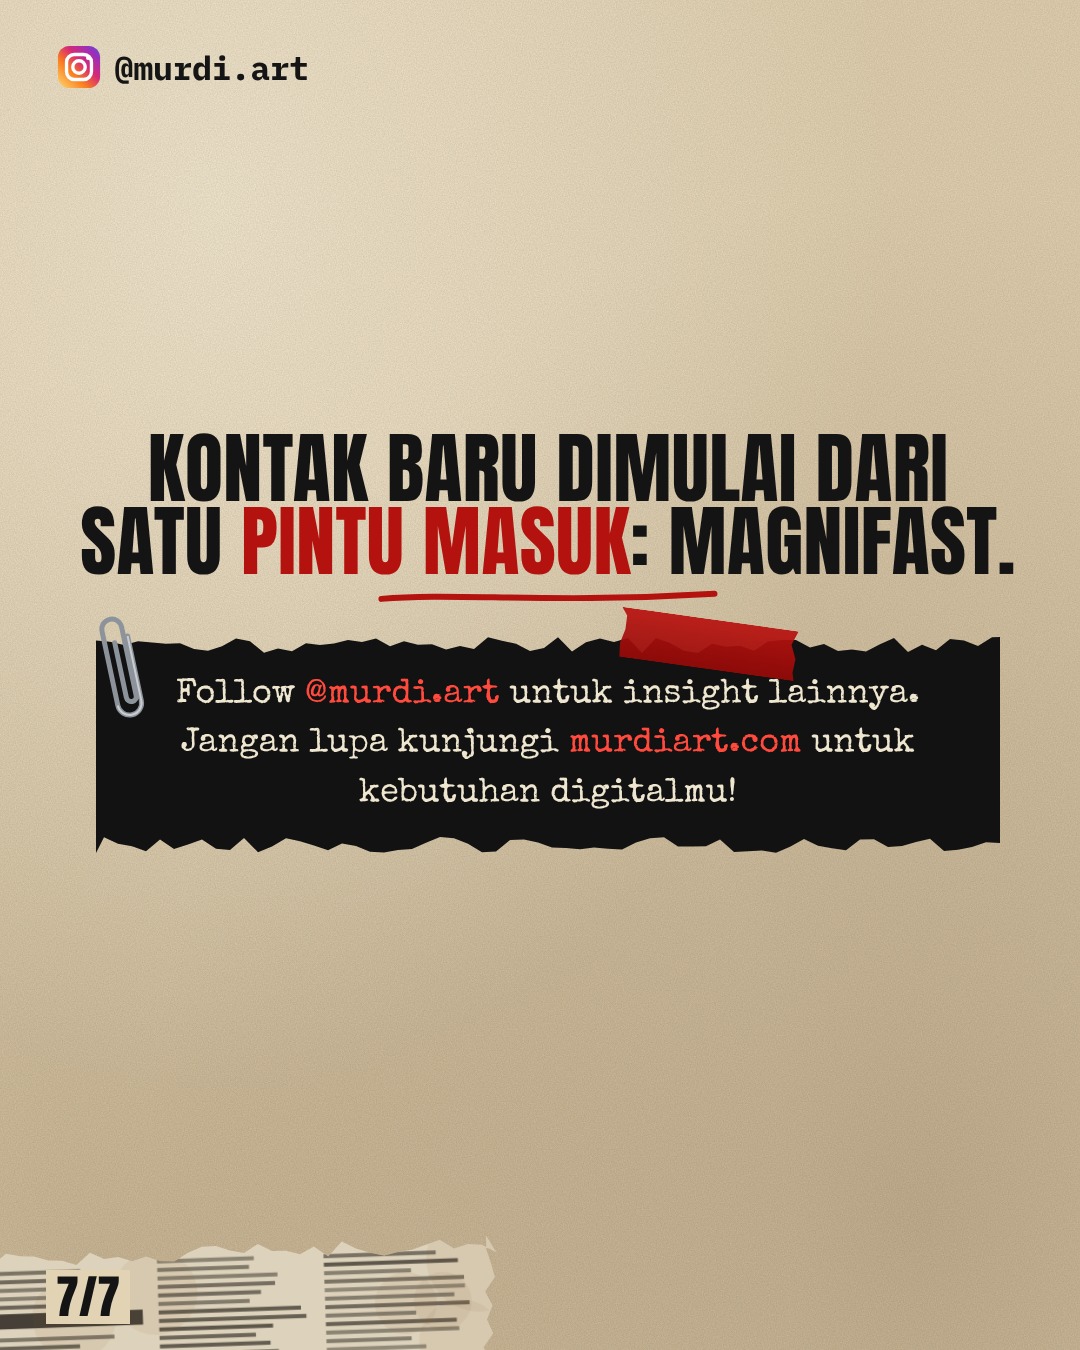 @murdi.art
KONTAK BARU DIMULAI DARI
SATU PINTU MASUK: MAGNIFAST.
Follow @murdi.art untuk insight lainnya.
Jangan lupa kunjungi murdiart.com untuk
kebutuhan digitalmu!
7/7